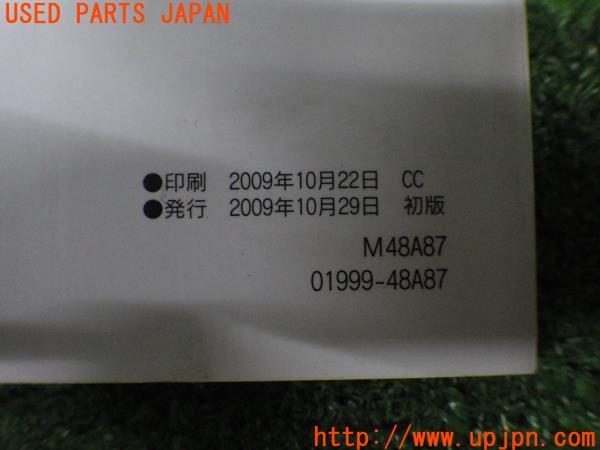 USED PARTS JAPAN
●印刷 2009年10月22日 CC
●発行 2009年10月29日 初版
M48A87
01999-48A87
http://www.upjpn.com